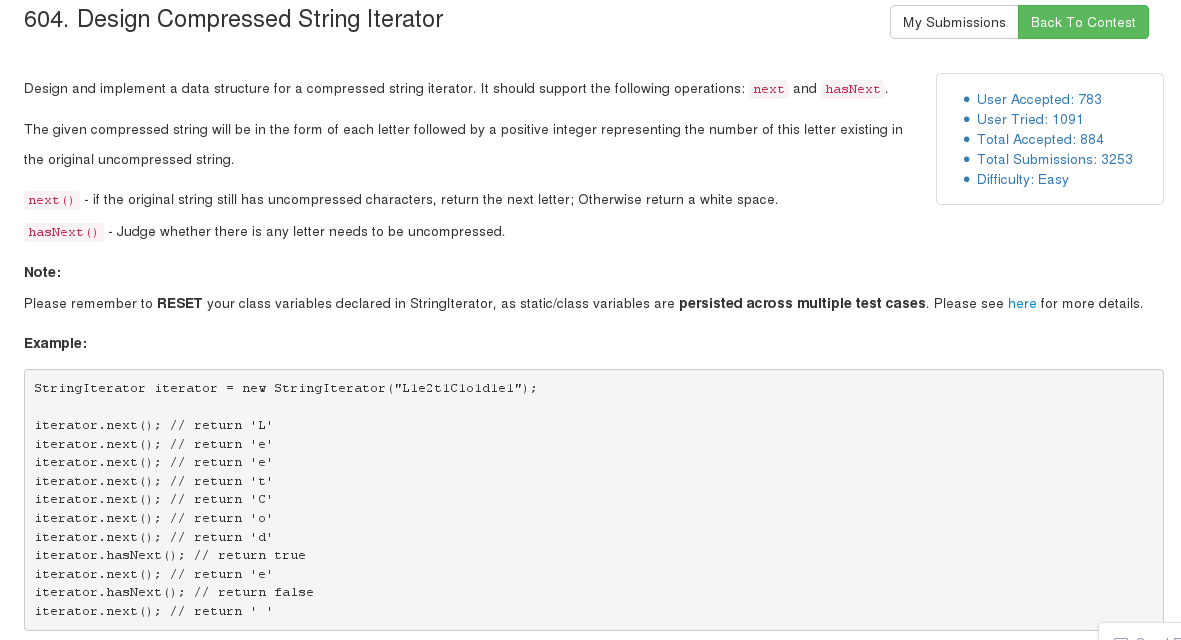 604. Design Compressed String Iterator
My Submissions
Back To Contest
Design and implement a data structure for a compressed string iterator. It should support the following operations: next and hasNext.
The given compressed string will be in the form of each letter followed by a positive integer representing the number of this letter existing in
the original uncompressed string.
next() - if the original string still has uncompressed characters, return the next letter; Otherwise return a white space.
hasNext() - Judge whether there is any letter needs to be uncompressed.
• User Accepted: 783
• User Tried: 1091
• Total Accepted: 884
• Total Submissions: 3253
• Difficulty: Easy
Note:
Please remember to RESET your class variables declared in StringIterator, as static/class variables are persisted across multiple test cases. Please see here for more details.
Example:
StringIterator iterator = new StringIterator("L1e2t1C1o1d1e1");
iterator.next(); // return 'L'
iterator.next(); // return 'e'
iterator.next(); // return 'e'
iterator.next(); // return 't'
iterator.next(); // return 'C'
iterator.next(); // return 'o'
iterator.next(); // return 'd'
iterator.hasNext(); // return true
iterator.next(); // return 'e'
iterator.hasNext(); // return false
iterator.next(); // return ' '